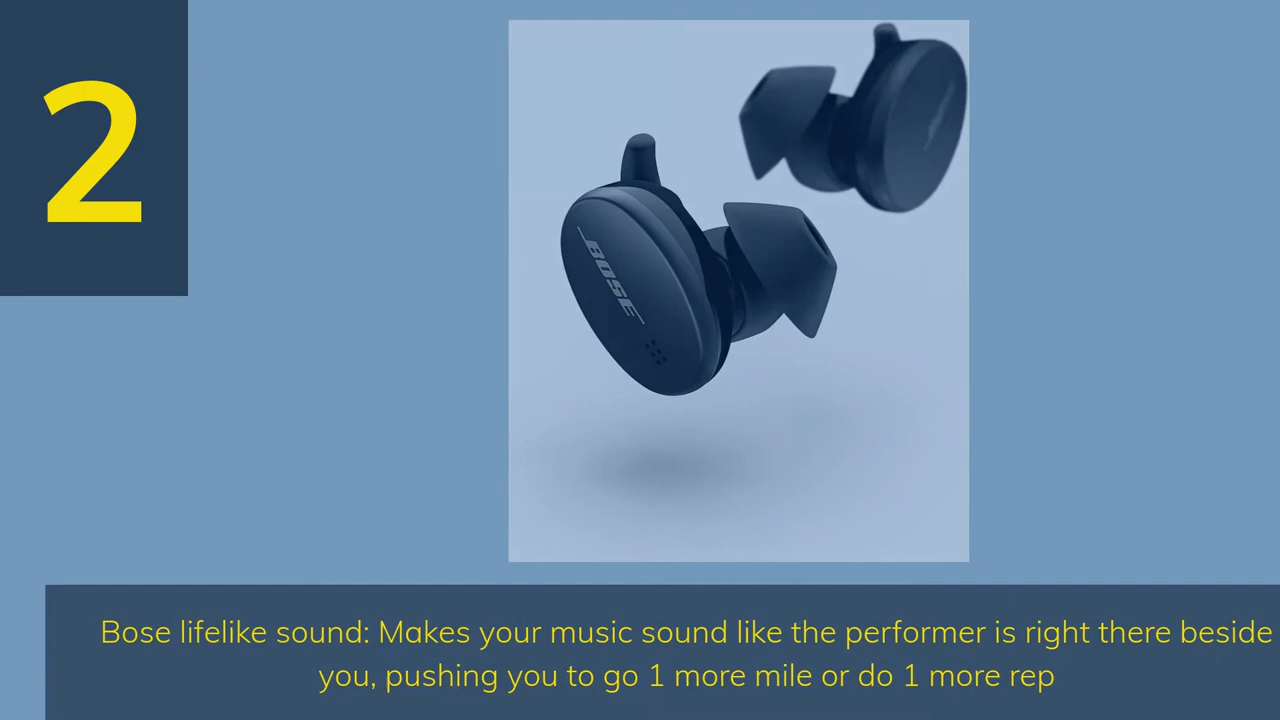 2
BOSE
Bose lifelike sound: Makes your music sound like the performer is right there beside
you, pushing you to go 1 more mile or do 1 more rep